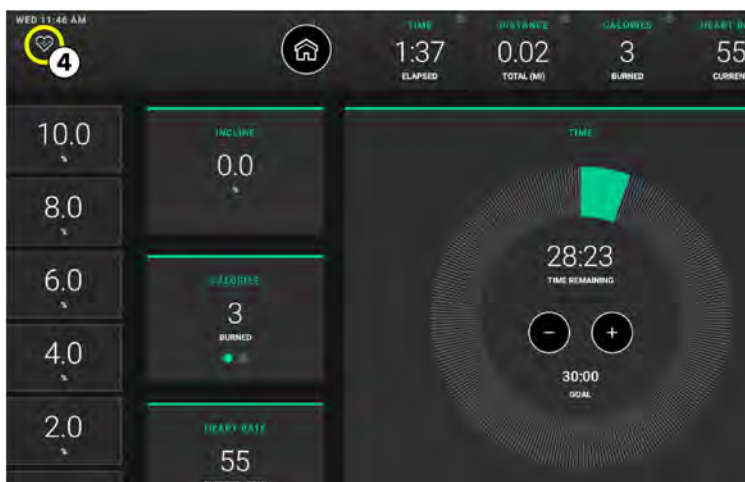 WED 11:46 AM
4
TIME
1:37
ELAPSED
DISTANCE
0.02
TOTAL (MI)
CALORIES
3
BURNED
HEART R
55
CURREN
10.0
%
8.0
%
6.0
%
4.0
%
2.0
INCLINE
0.0
%
CALORIES
3
BURNED
HEART RATE
55
TIME
28:23
TIME REMAINING
− +
30:00
GOAL